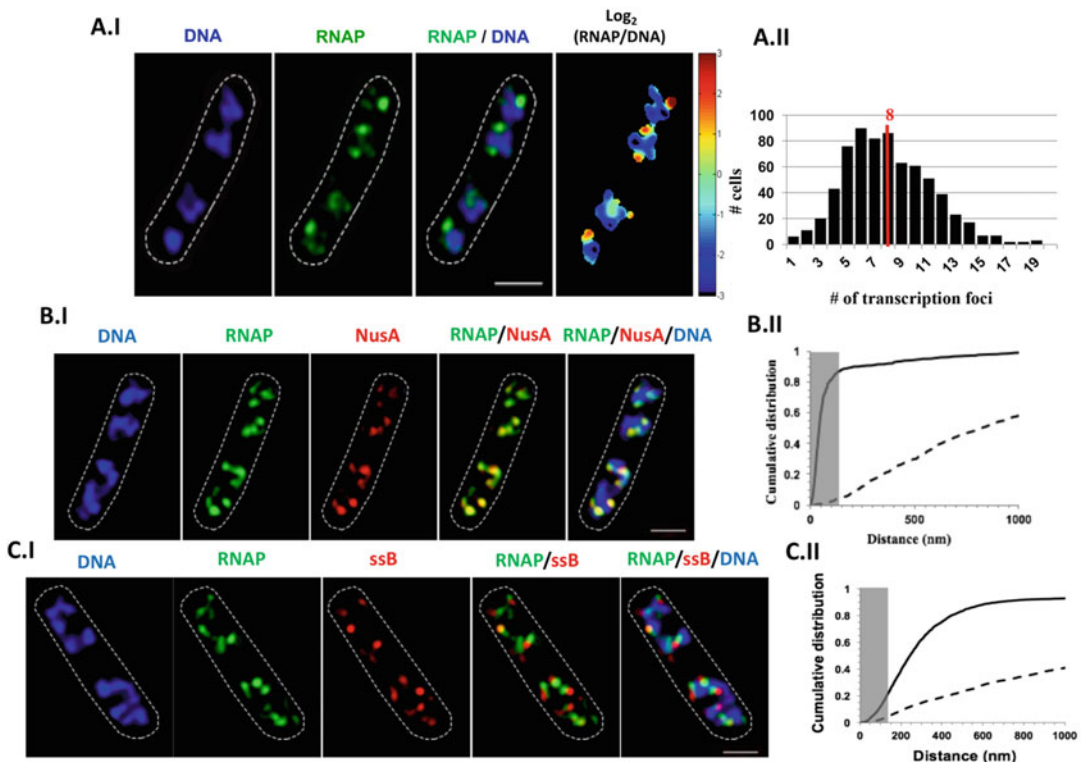 A.I
DNA
RNAP
RNAP / DNA
Log2
(RNAP/DNA)
3
2
1
0
-1
-2
-3
A.II
8
# cells
100
80
60
40
20
0
1 3 5 7 9 11 13 15 17 19
# of transcription foci
B.I
DNA
RNAP
NusA
RNAP/NusA
RNAP/NusA/DNA
B.II
Cumulative distribution
1
0.8
0.6
0.4
0.2
0
0 500 1000
Distance (nm)
C.I
DNA
RNAP
ssB
RNAP/ssB
RNAP/ssB/DNA
C.II
Cumulative distribution
1
0.8
0.6
0.4
0.2
0
0 200 400 600 800 1000
Distance (nm)